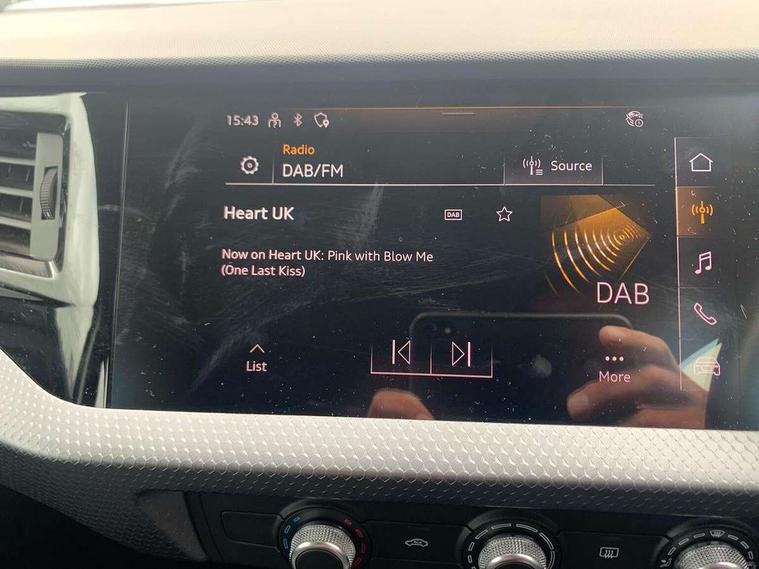 15:43
Radio
DAB/FM
Source
Heart UK
DAB
Now on Heart UK: Pink with Blow Me
(One Last Kiss)
DAB
List
More